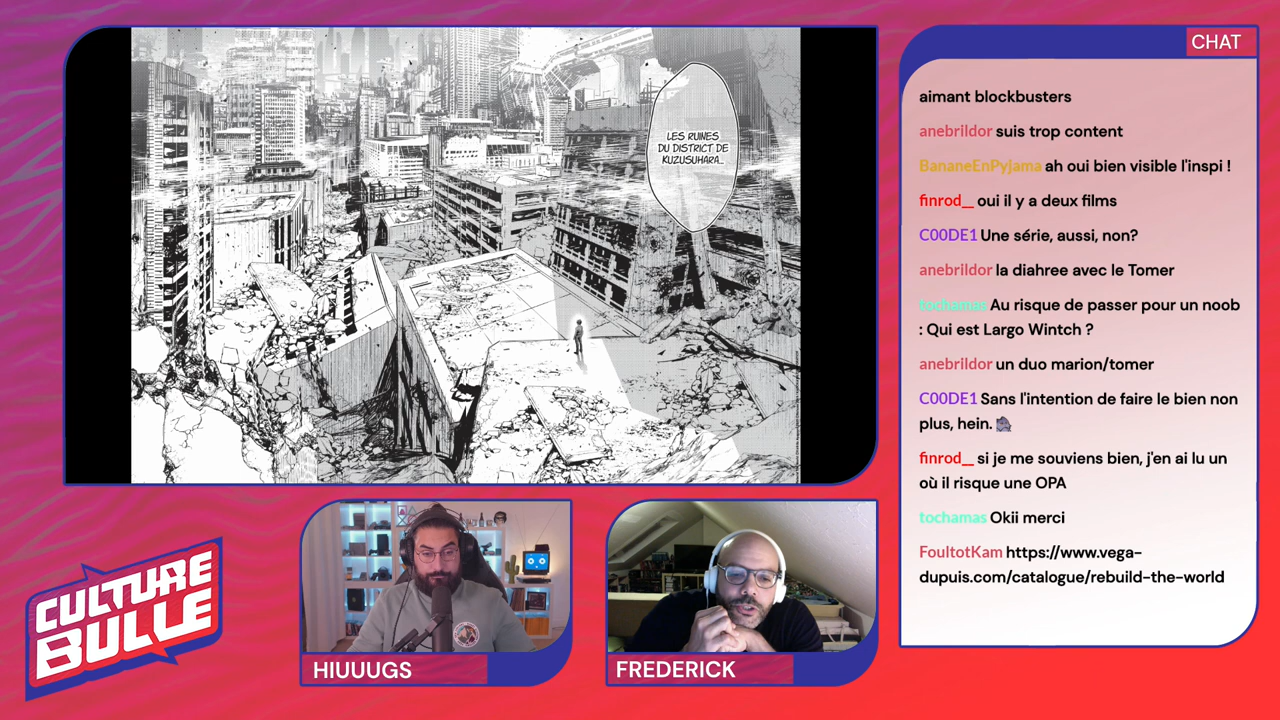 LES RUINES
DU DISTRICT DE
KUZUSUHARA...
CHAT
aimant blockbusters
anebrildor suis trop content
BananeEnPyjama ah oui bien visible l'inspi !
finrod__ oui il y a deux films
C00DE1 Une série, aussi, non?
anebrildor la diahree avec le Tomer
tochamas Au risque de passer pour un noob
: Qui est Largo Wintch ?
anebrildor un duo marion/tomer
C00DE1 Sans l'intention de faire le bien non
plus, hein.
finrod__ si je me souviens bien, j'en ai lu un
où il risque une OPA
tochamas Okii merci
FoultotKam https://www.vega-
dupuis.com/catalogue/rebuild-the-world
CULTURE
BULLE
HIUUUGS
FREDERICK